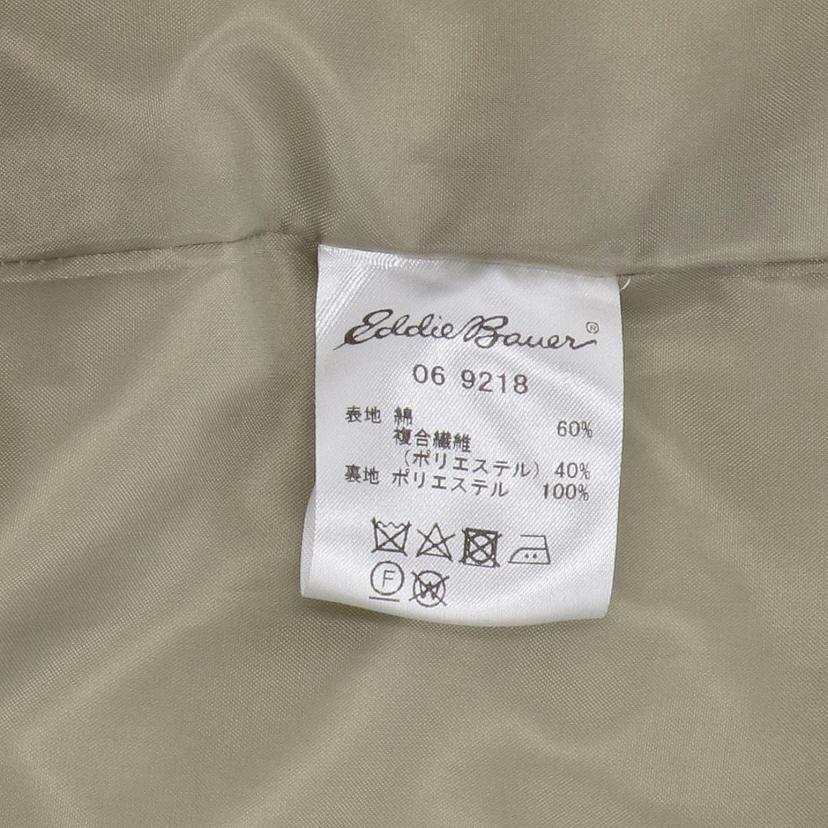 Eddie Bauer®
06 9218
表地 綿 60%
複合繊維
（ポリエステル） 40%
裏地 ポリエステル 100%
F
W